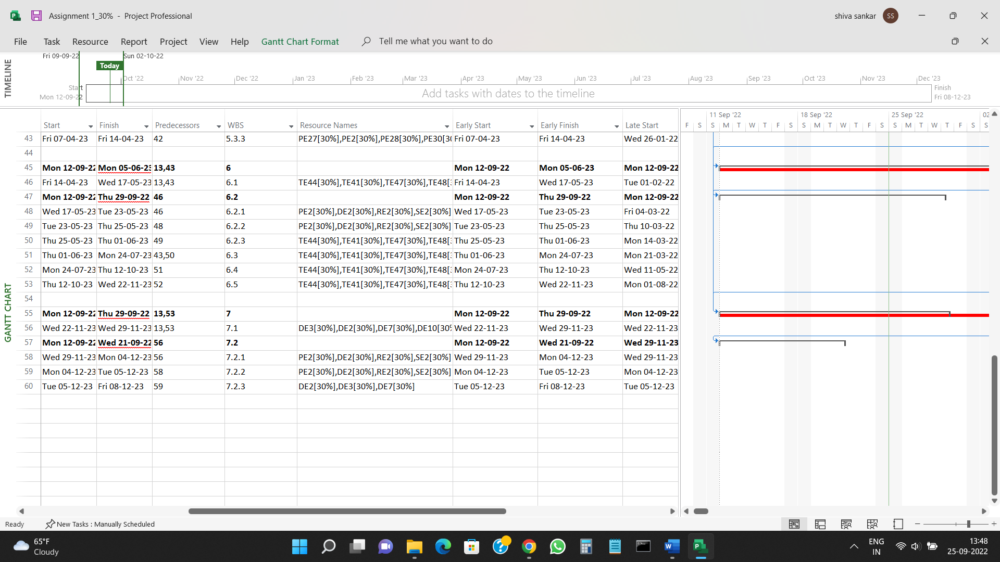 Assignment 1_30% - Project Professional
shiva sankar
SS
File Task Resource Report Project View Help Gantt Chart Format Tell me what you want to do
TIMELINE
Fri 09-09-22 Sun 02-10-22
Today
Oct '22 Nov '22 Dec '22 Jan '23 Feb '23 Mar '23 Apr '23 May '23 Jun '23 Jul '23 Aug '23 Sep '23 Oct '23 Nov '23 Dec '23
Start
Mon 12-09-22
Add tasks with dates to the timeline
Finish
Fri 08-12-23
GANTT CHART
Start Finish Predecessors WBS Resource Names Early Start Early Finish Late Start
11 Sep '22 18 Sep '22 25 Sep '22 02
F S S M T W T F S S M T W T F S S M T W T F S S
43 Fri 07-04-23 Fri 14-04-23 42 5.3.3 PE27[30%],PE2[30%],PE28[30%],PE30[30 Fri 07-04-23 Fri 14-04-23 Wed 26-01-22
44
45 Mon 12-09-22 Mon 05-06-23 13,43 6 Mon 12-09-22 Mon 05-06-23 Mon 12-09-22
46 Fri 14-04-23 Wed 17-05-23 13,43 6.1 TE44[30%],TE41[30%],TE47[30%],TE48[ Fri 14-04-23 Wed 17-05-23 Tue 01-02-22
47 Mon 12-09-22 Thu 29-09-22 46 6.2 Mon 12-09-22 Thu 29-09-22 Mon 12-09-22
48 Wed 17-05-23 Tue 23-05-23 46 6.2.1 PE2[30%],DE2[30%],RE2[30%],SE2[30%] Wed 17-05-23 Tue 23-05-23 Fri 04-03-22
49 Tue 23-05-23 Thu 25-05-23 48 6.2.2 PE2[30%],DE2[30%],RE2[30%],SE2[30%] Tue 23-05-23 Thu 25-05-23 Thu 10-03-22
50 Thu 25-05-23 Thu 01-06-23 49 6.2.3 TE44[30%],TE41[30%],TE47[30%],TE48[ Thu 25-05-23 Thu 01-06-23 Mon 14-03-22
51 Thu 01-06-23 Mon 24-07-23 43,50 6.3 TE44[30%],TE41[30%],TE47[30%],TE48[ Thu 01-06-23 Mon 24-07-23 Mon 21-03-22
52 Mon 24-07-23 Thu 12-10-23 51 6.4 TE44[30%],TE41[30%],TE47[30%],TE48[ Mon 24-07-23 Thu 12-10-23 Wed 11-05-22
53 Thu 12-10-23 Wed 22-11-23 52 6.5 TE44[30%],TE41[30%],TE47[30%],TE48[ Thu 12-10-23 Wed 22-11-23 Mon 01-08-22
54
55 Mon 12-09-22 Thu 29-09-22 13,53 7 Mon 12-09-22 Thu 29-09-22 Mon 12-09-22
56 Wed 22-11-23 Wed 29-11-23 13,53 7.1 DE3[30%],DE2[30%],DE7[30%],DE10[30% Wed 22-11-23 Wed 29-11-23 Wed 22-11-23
57 Mon 12-09-22 Wed 21-09-22 56 7.2 Mon 12-09-22 Wed 21-09-22 Wed 29-11-23
58 Wed 29-11-23 Mon 04-12-23 56 7.2.1 PE2[30%],DE2[30%],RE2[30%],SE2[30%] Wed 29-11-23 Mon 04-12-23 Wed 29-11-23
59 Mon 04-12-23 Tue 05-12-23 58 7.2.2 PE2[30%],DE2[30%],RE2[30%],SE2[30%] Mon 04-12-23 Tue 05-12-23 Mon 04-12-23
60 Tue 05-12-23 Fri 08-12-23 59 7.2.3 DE2[30%],DE3[30%],DE7[30%] Tue 05-12-23 Fri 08-12-23 Tue 05-12-23
Ready New Tasks : Manually Scheduled
65°F
Cloudy
ENG
IN
13:48
25-09-2022